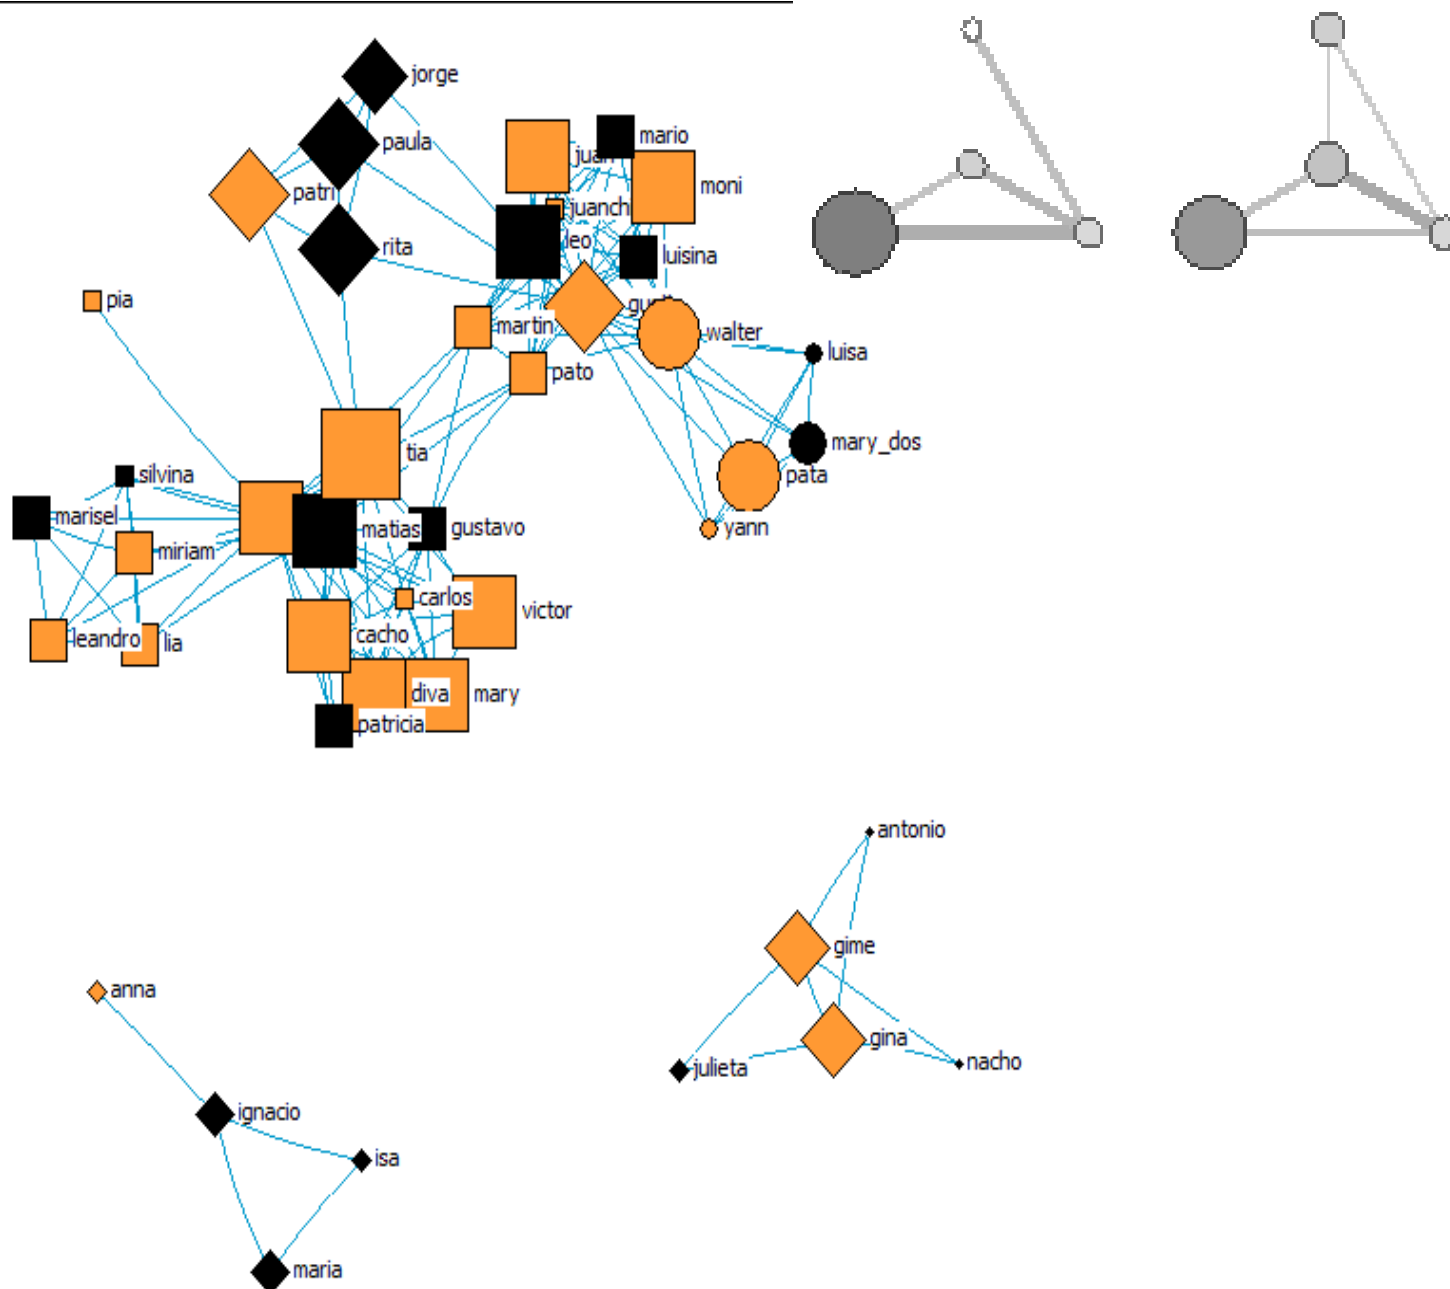 jorge
mario
paula
juan
moni
patri
juanch
leo
rita
luisina
pia
martin
walter
luisa
pato
tia
mary_dos
silvina
pata
marisel
matias
gustavo
yann
miriam
carlos
victor
leandro
lia
cacho
diva
mary
patricia
antonio
gime
anna
gina
julieta
nacho
ignacio
isa
maria